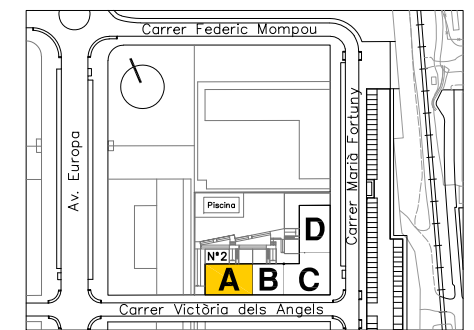 Carrer Federic Mompou
Av. Europa
Carrer Marià Fortuny
Piscina
D
Nº2
A
B
C
Carrer Victòria dels Angels